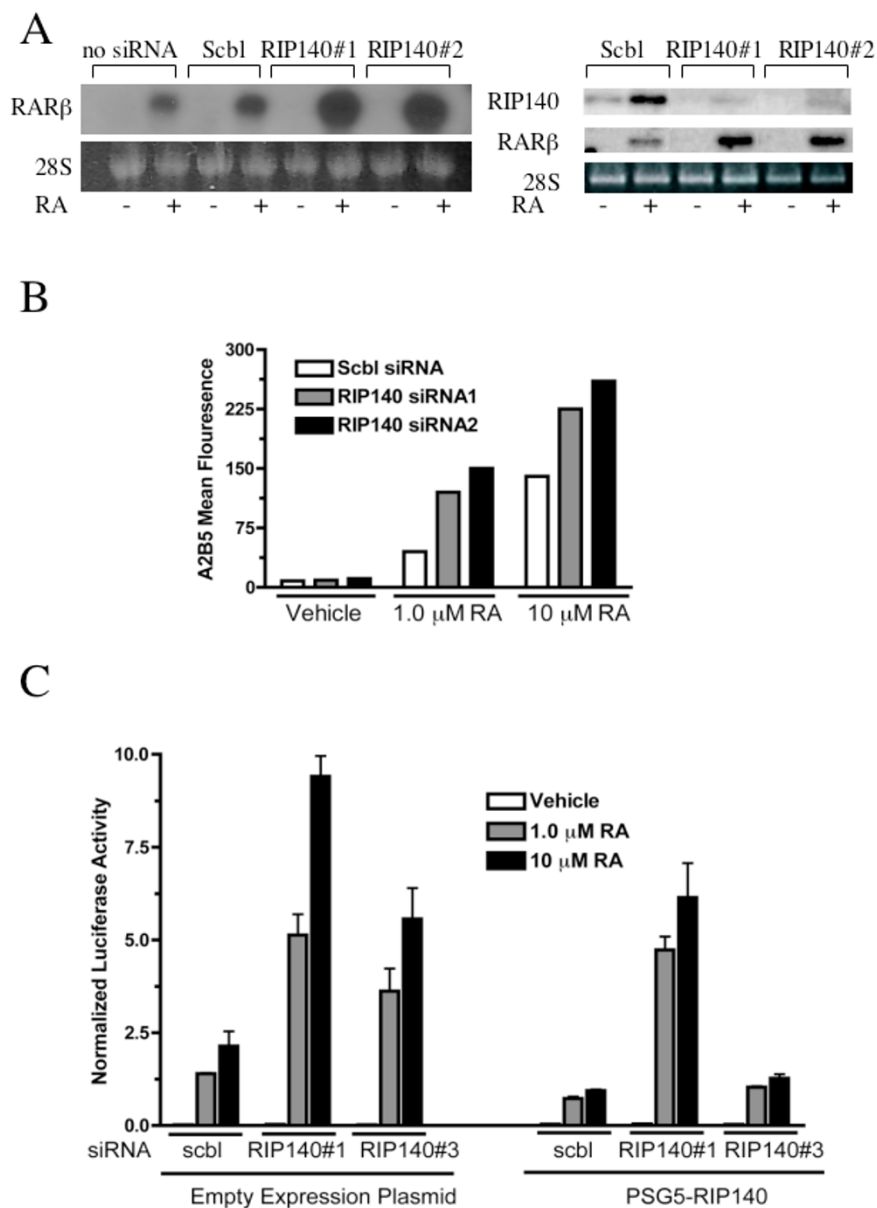 A
no siRNA Scbl RIP140#1 RIP140#2
RARβ
28S
RA - + - + - + - +
Scbl RIP140#1 RIP140#2
RIP140
RARβ
28S
RA - + - + - +
B
A2B5 Mean Flouresence
300
225
150
75
0
Scbl siRNA
RIP140 siRNA1
RIP140 siRNA2
Vehicle 1.0 μM RA 10 μM RA
C
Normalized Luciferase Activity
10.0
7.5
5.0
2.5
0.0
Vehicle
1.0 μM RA
10 μM RA
siRNA scbl RIP140#1 RIP140#3 scbl RIP140#1 RIP140#3
Empty Expression Plasmid PSG5-RIP140